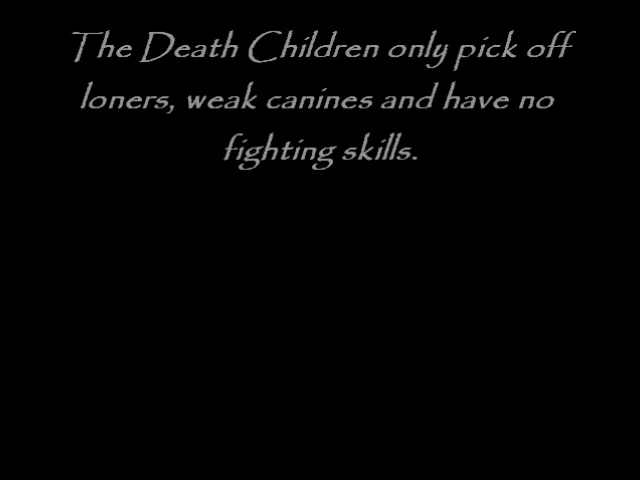 The Death Children only pick off
loners, weak canines and have no
fighting skills.